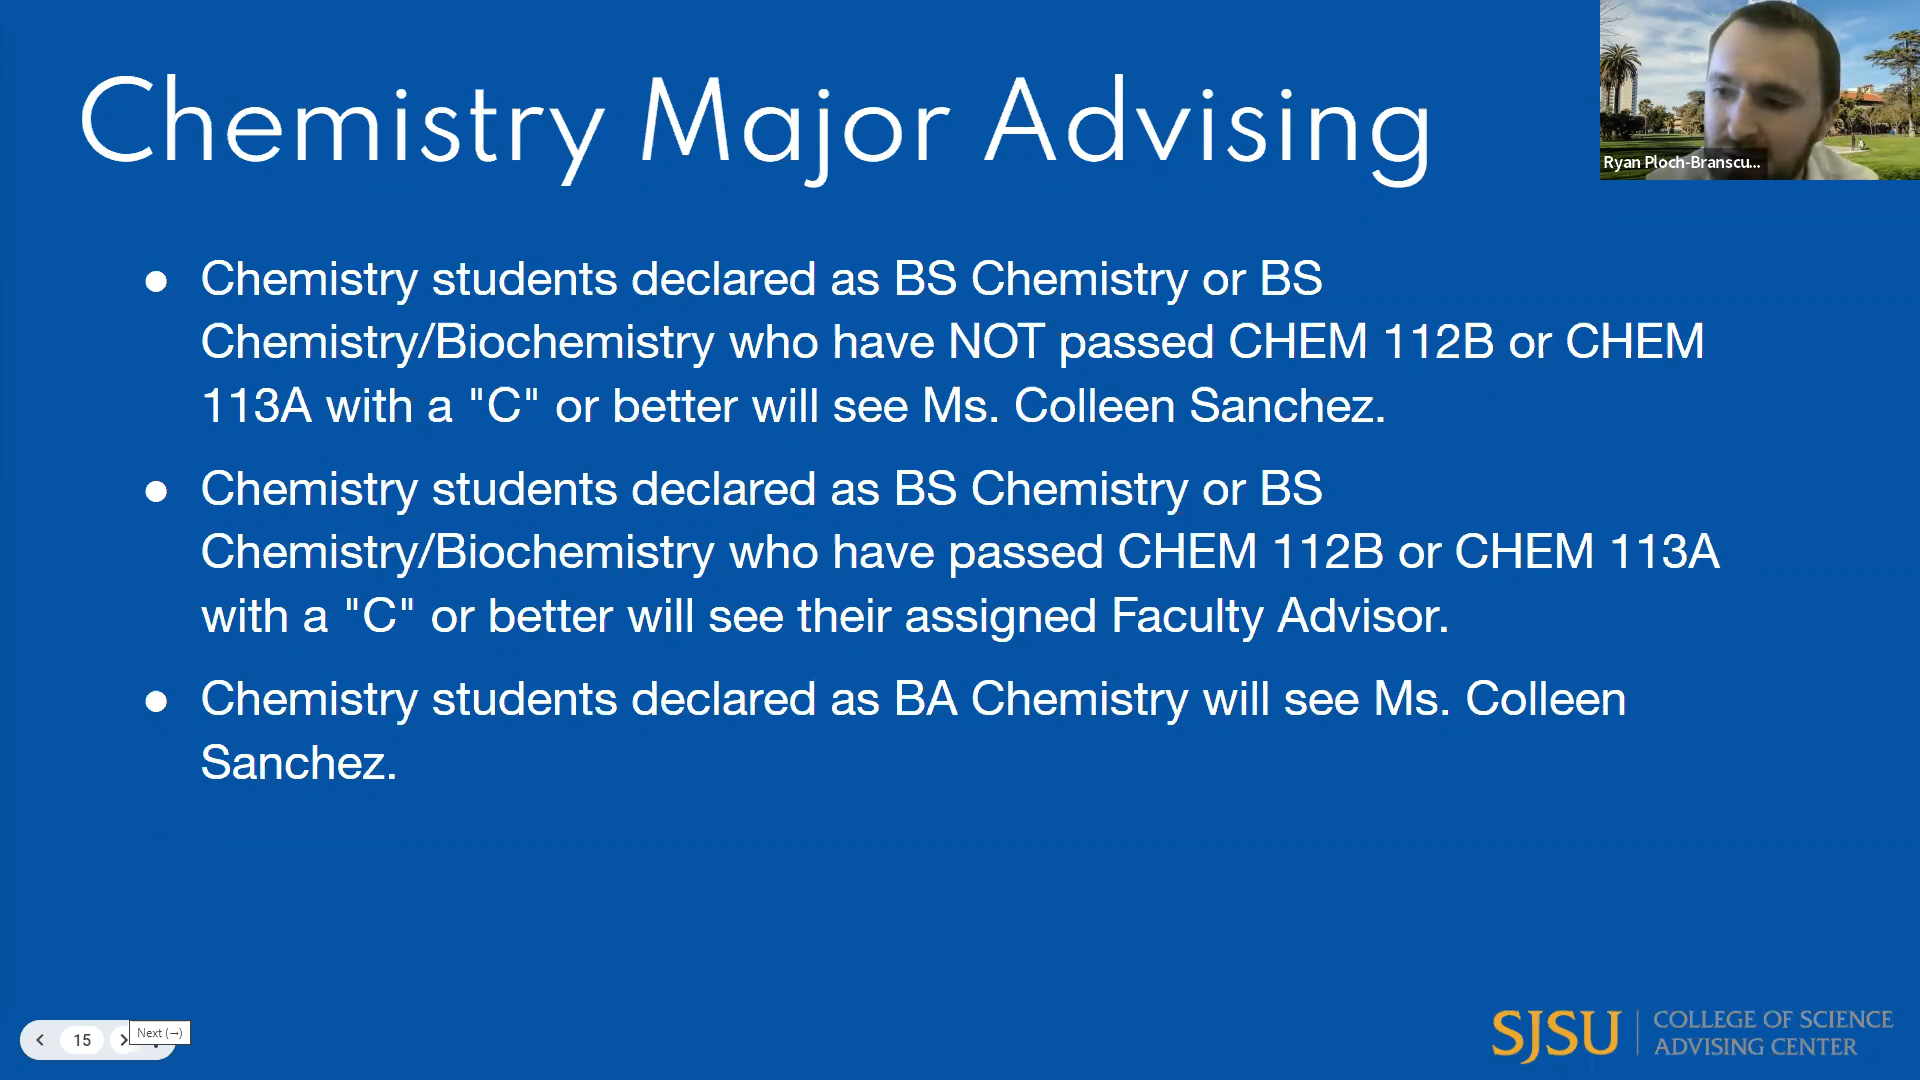 Chemistry Major Advising
Ryan Ploch-Branscu...
● Chemistry students declared as BS Chemistry or BS
Chemistry/Biochemistry who have NOT passed CHEM 112B or CHEM
113A with a "C" or better will see Ms. Colleen Sanchez.
● Chemistry students declared as BS Chemistry or BS
Chemistry/Biochemistry who have passed CHEM 112B or CHEM 113A
with a "C" or better will see their assigned Faculty Advisor.
● Chemistry students declared as BA Chemistry will see Ms. Colleen
Sanchez.
15
Next (→)
SJSU
COLLEGE OF SCIENCE
ADVISING CENTER